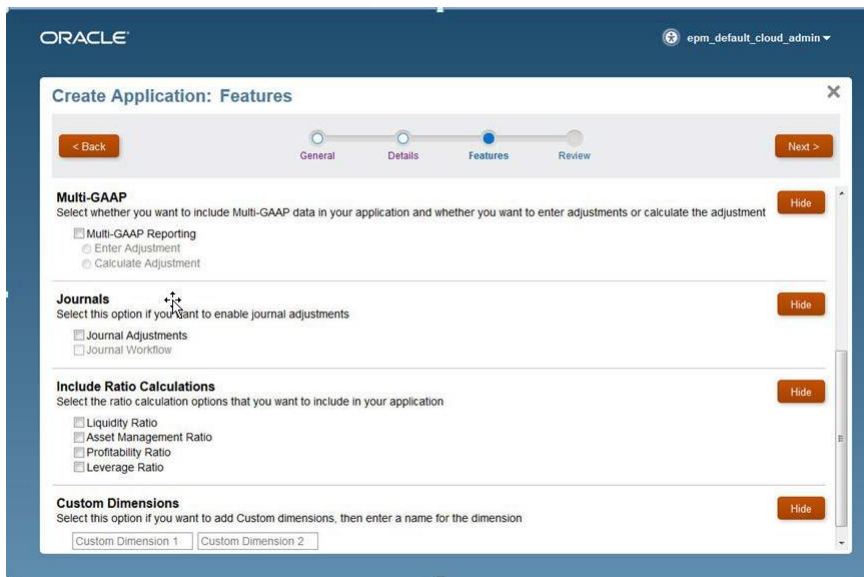 ORACLE
epm_default_cloud_admin
Create Application: Features
< Back
General
Details
Features
Review
Next >
Multi-GAAP
Hide
Select whether you want to include Multi-GAAP data in your application and whether you want to enter adjustments or calculate the adjustment
Multi-GAAP Reporting
Enter Adjustment
Calculate Adjustment
Journals
Hide
Select this option if you want to enable journal adjustments
Journal Adjustments
Journal Workflow
Include Ratio Calculations
Hide
Select the ratio calculation options that you want to include in your application
Liquidity Ratio
Asset Management Ratio
Profitability Ratio
Leverage Ratio
Custom Dimensions
Hide
Select this option if you want to add Custom dimensions, then enter a name for the dimension
Custom Dimension 1
Custom Dimension 2